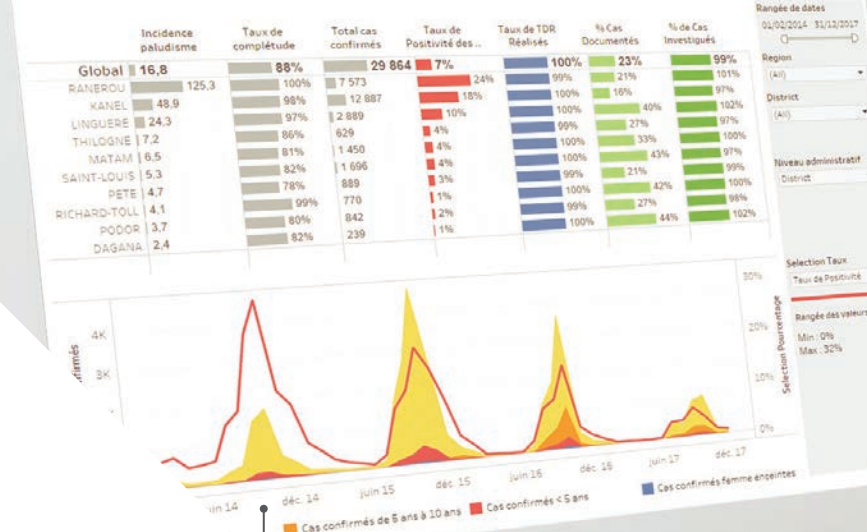 Incidence paludisme
Taux de complétude
Total cas confirmés
Taux de Positivité des ..
Taux de TDR Réalisés
% Cas Documentés
% de Cas Investigués
Global 16,8 88% 29 864 7% 100% 23% 99%
RANEROU 125,3 100% 7 573 24% 99% 21% 101%
KANEL 48,9 98% 12 887 18% 100% 16% 97%
LINGUERE 24,3 97% 2 889 10% 100% 40% 102%
THILOGNE 7,2 86% 629 4% 99% 27% 97%
MATAM 6,5 81% 1 450 4% 100% 33% 100%
SAINT-LOUIS 5,3 82% 1 696 4% 100% 43% 97%
PETE 4,7 78% 889 3% 99% 21% 99%
RICHARD-TOLL 4,1 99% 770 1% 100% 42% 100%
PODOR 3,7 80% 842 2% 99% 27% 98%
DAGANA 2,4 82% 239 1% 100% 44% 102%
Rangée de dates
01/02/2014 31/12/2017
Region
(All)
District
(All)
Niveau administratif
District
Selection Taux
Taux de Positivité
Rangée des valeurs
Min : 0%
Max : 32%
4K
3K
30%
20%
10%
0%
Selection Pourcentage
déc. 14
juin 15
déc. 15
juin 16
déc. 16
juin 17
déc. 17
Cas confirmés de 5 ans à 10 ans
Cas confirmés < 5 ans
Cas confirmés femme enceintes